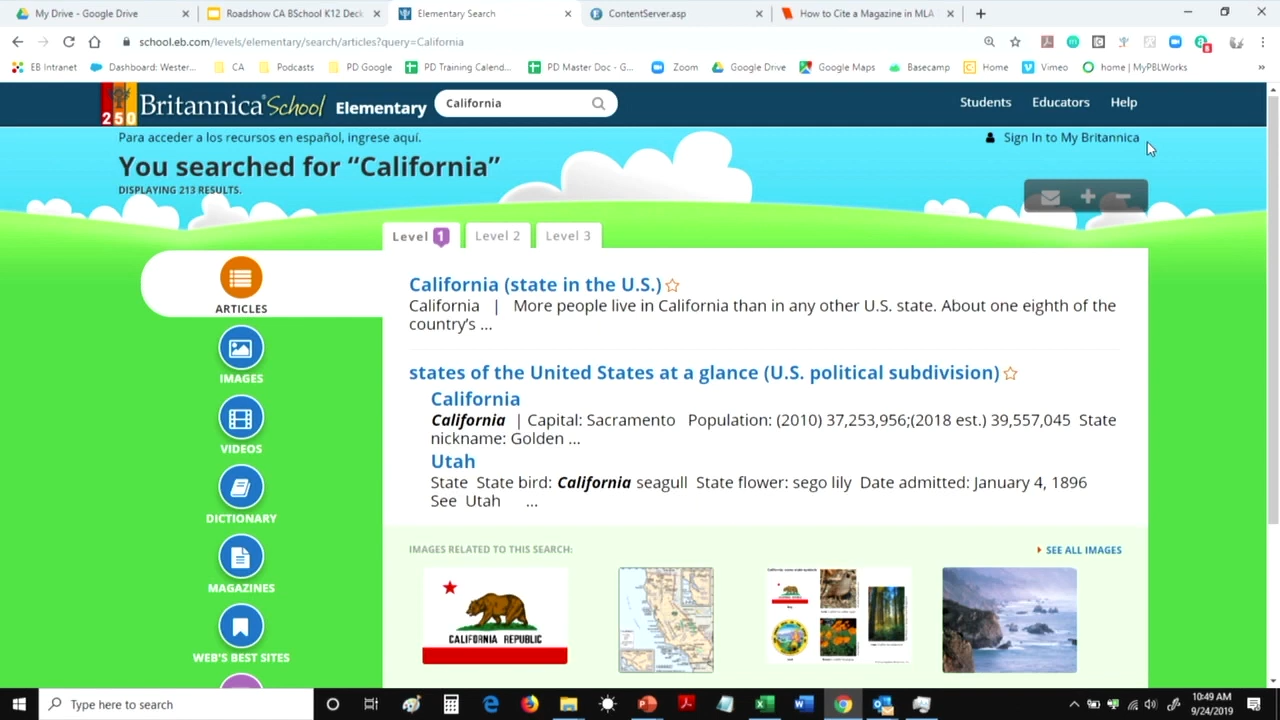 My Drive - Google Drive
Roadshow CA BSchool K12 Deck
Elementary Search
ContentServer.asp
How to Cite a Magazine in MLA
school.eb.com/levels/elementary/search/articles?query=California
EB Intranet
Dashboard: Wester...
CA
Podcasts
PD Google
PD Training Calend...
PD Master Doc - G...
Zoom
Google Drive
Google Maps
Basecamp
Home
Vimeo
home | MyPBLWorks
250
Britannica School Elementary
California
Students
Educators
Help
Para acceder a los recursos en español, ingrese aquí.
Sign In to My Britannica
You searched for “California”
DISPLAYING 213 RESULTS.
Level 1
Level 2
Level 3
ARTICLES
IMAGES
VIDEOS
DICTIONARY
MAGAZINES
WEB'S BEST SITES
California (state in the U.S.)
California | More people live in California than in any other U.S. state. About one eighth of the
country’s ...
states of the United States at a glance (U.S. political subdivision)
California
California | Capital: Sacramento Population: (2010) 37,253,956;(2018 est.) 39,557,045 State
nickname: Golden ...
Utah
State State bird: California seagull State flower: sego lily Date admitted: January 4, 1896
See Utah ...
IMAGES RELATED TO THIS SEARCH:
SEE ALL IMAGES
CALIFORNIA REPUBLIC
Type here to search
10:49 AM
9/24/2019